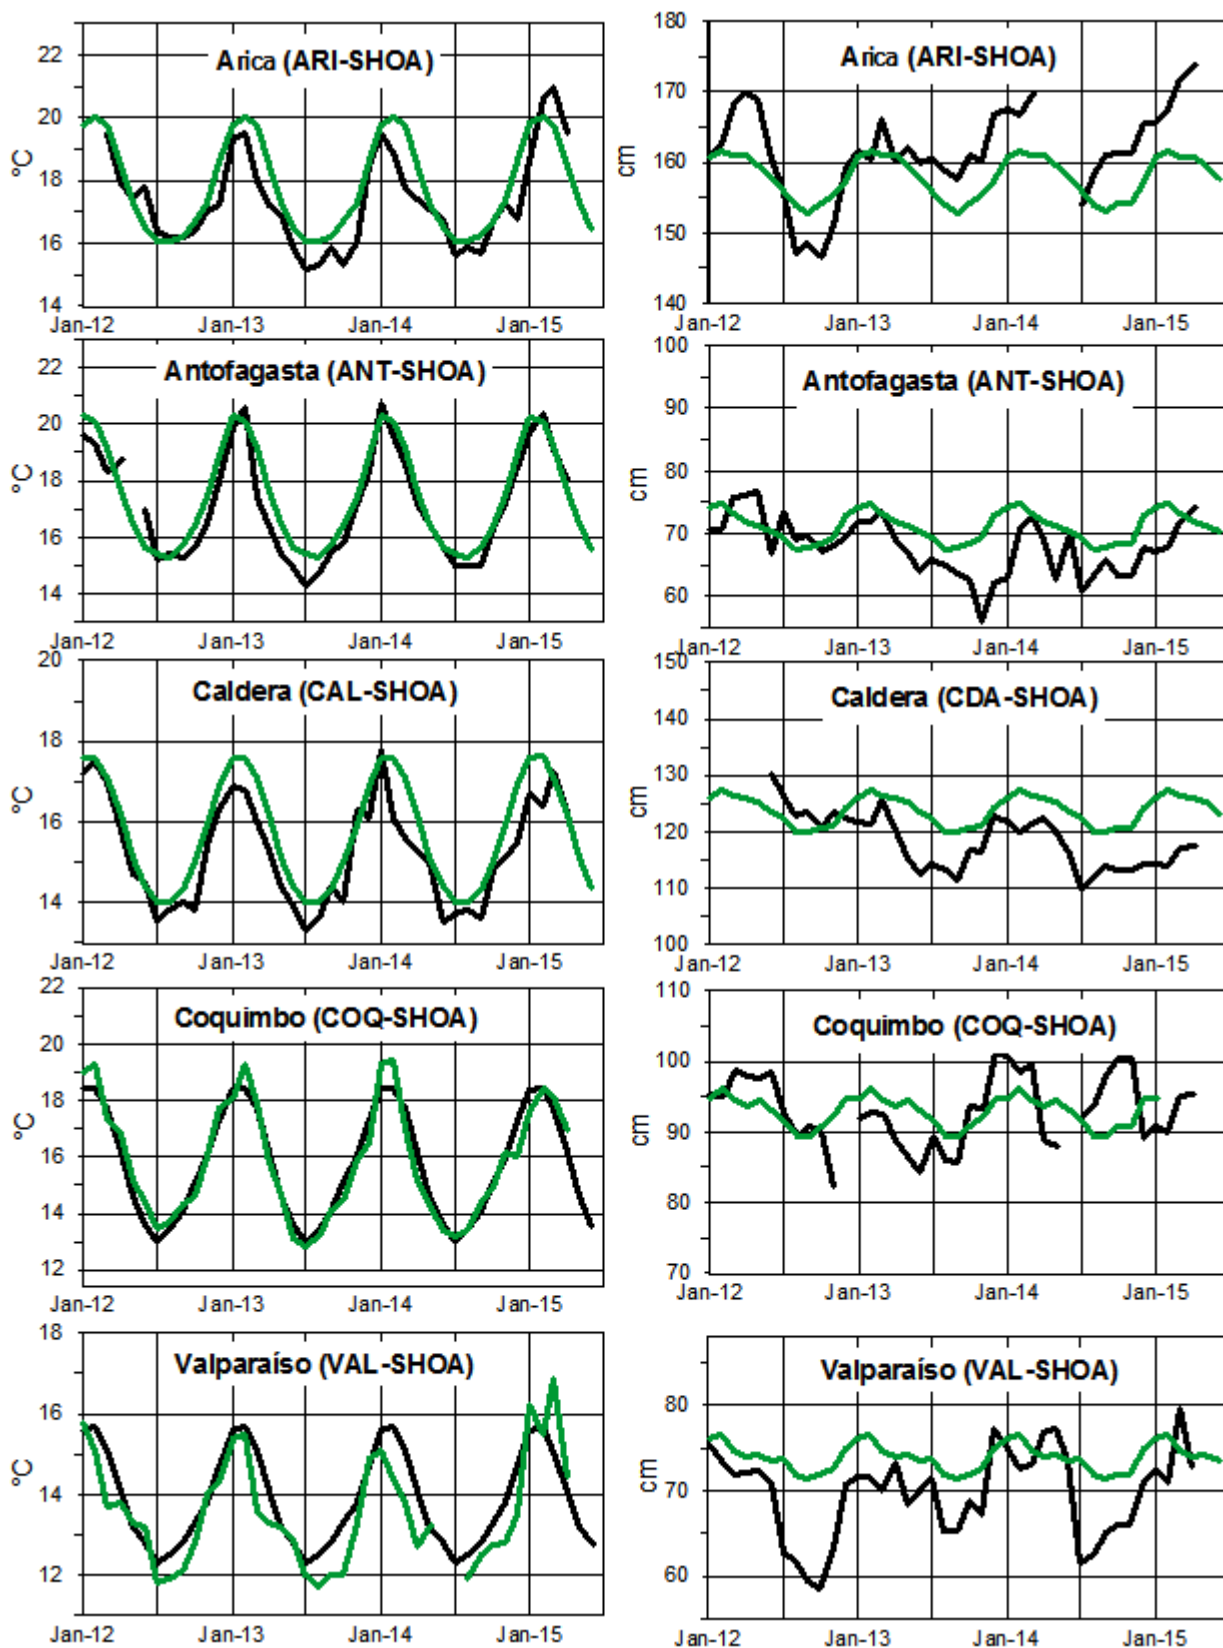 Arica (ARI-SHOA)
22
20
18
16
14
°C
Jan-12 Jan-13 Jan-14 Jan-15
Arica (ARI-SHOA)
180
170
160
150
140
cm
Jan-12 Jan-13 Jan-14 Jan-15
Antofagasta (ANT-SHOA)
22
20
18
16
14
°C
Jan-12 Jan-13 Jan-14 Jan-15
Antofagasta (ANT-SHOA)
100
90
80
70
60
cm
Jan-12 Jan-13 Jan-14 Jan-15
Caldera (CAL-SHOA)
20
18
16
14
°C
Jan-12 Jan-13 Jan-14 Jan-15
Caldera (CDA-SHOA)
150
140
130
120
110
100
cm
Jan-12 Jan-13 Jan-14 Jan-15
Coquimbo (COQ-SHOA)
22
20
18
16
14
12
°C
Jan-12 Jan-13 Jan-14 Jan-15
Coquimbo (COQ-SHOA)
110
100
90
80
70
cm
Jan-12 Jan-13 Jan-14 Jan-15
Valparaíso (VAL-SHOA)
18
16
14
12
°C
Jan-12 Jan-13 Jan-14 Jan-15
Valparaíso (VAL-SHOA)
80
70
60
cm
Jan-12 Jan-13 Jan-14 Jan-15